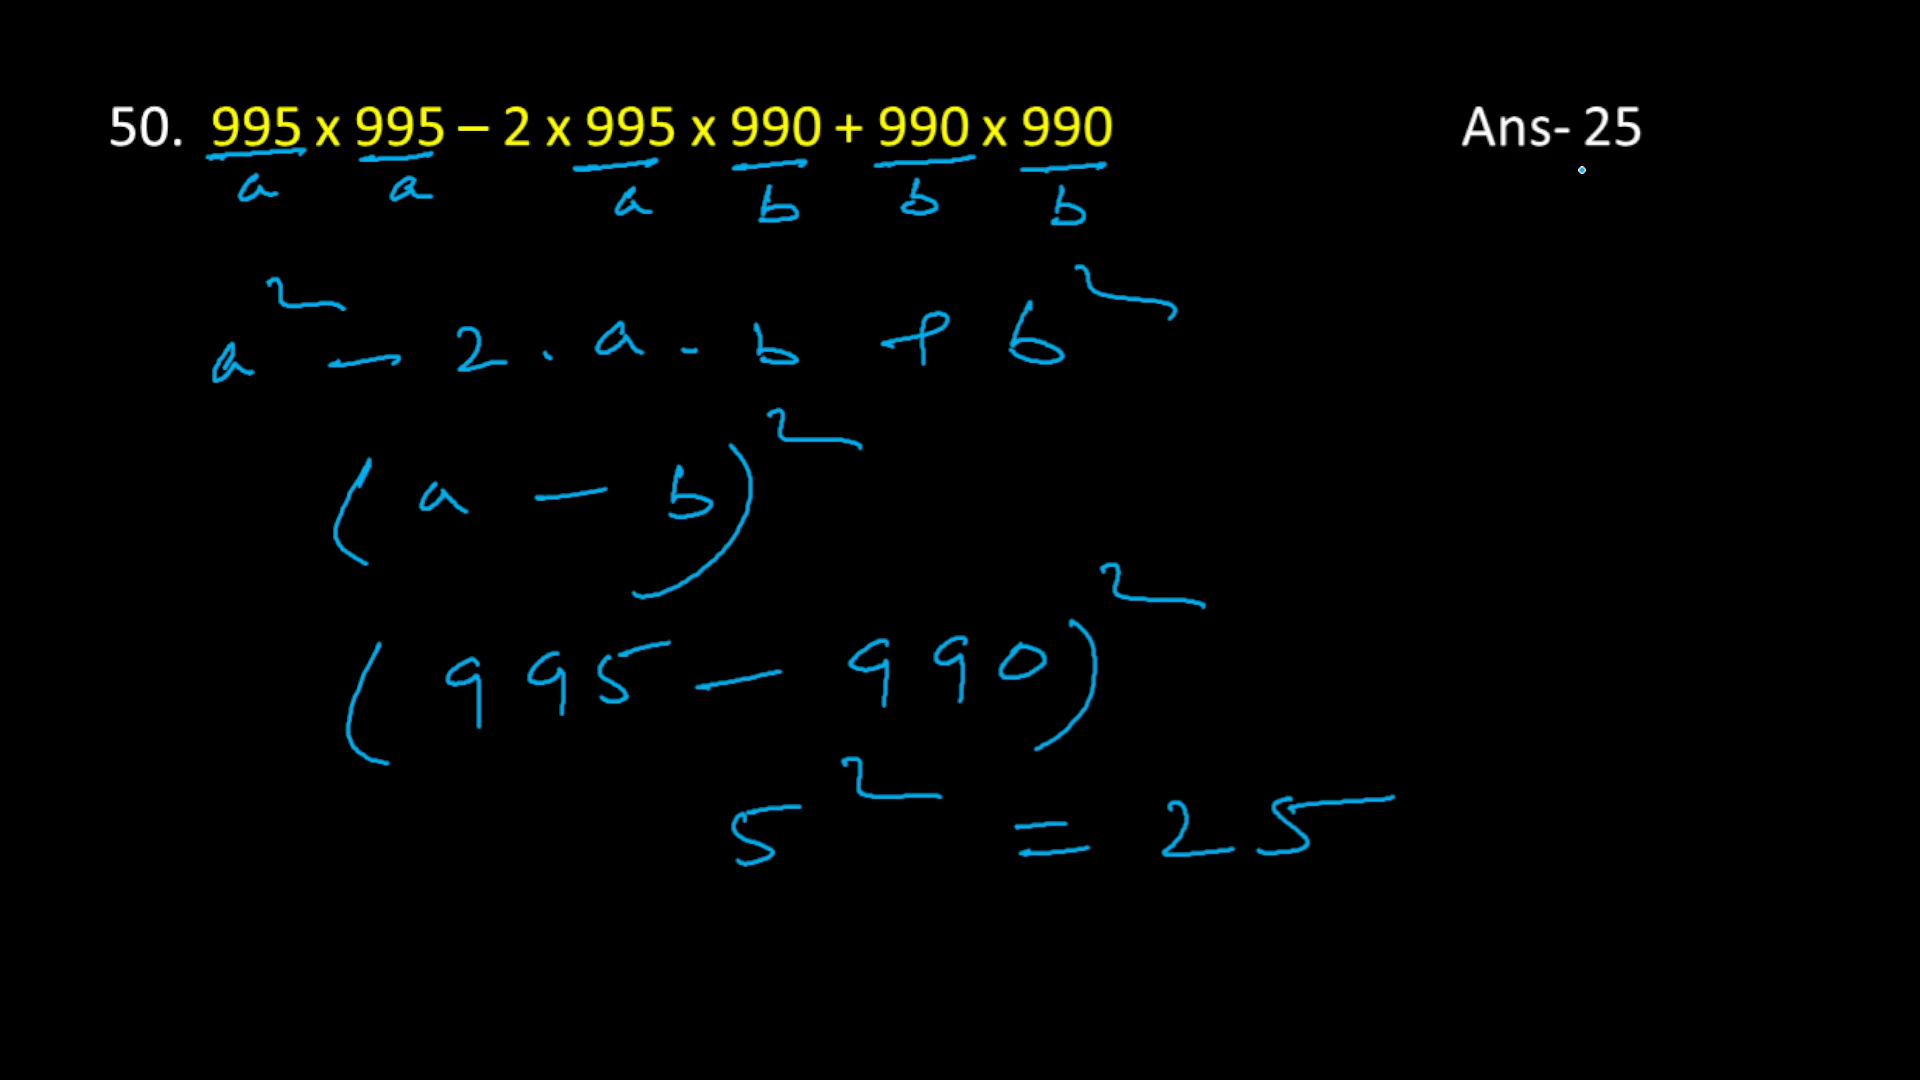 50. 995 x 995 – 2 x 995 x 990 + 990 x 990 Ans- 25
a a a b b b
a² – 2 . a . b + b²
(a – b)²
(995 – 990)²
5² = 25